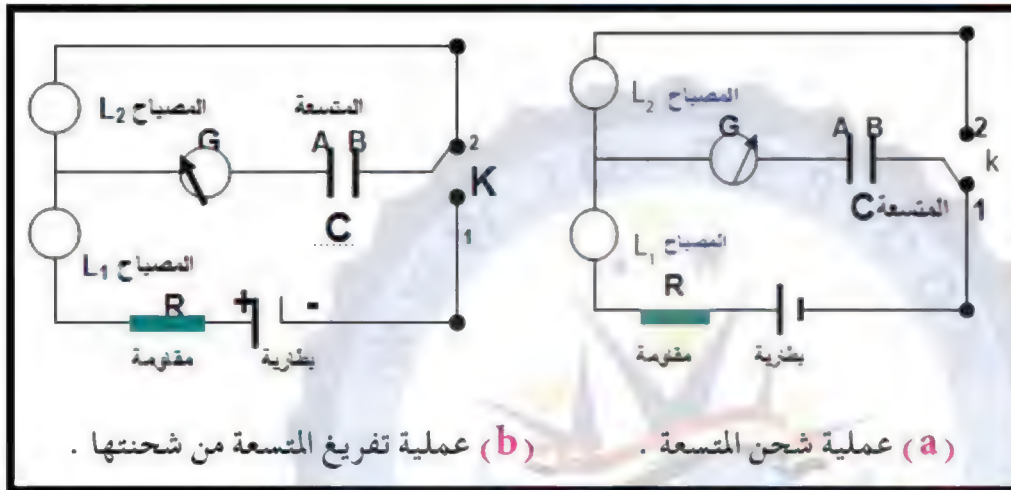 المصباح L₂
المتسعة
G
A B
2
K
C
1
المصباح L₁
R
+
-
مقاومة
بطارية
المصباح L₂
G
A B
2
k
المتسعة C
1
المصباح L₁
R
مقاومة
بطارية
(a) عملية شحن المتسعة .
(b) عملية تفريغ المتسعة من شحنتها .